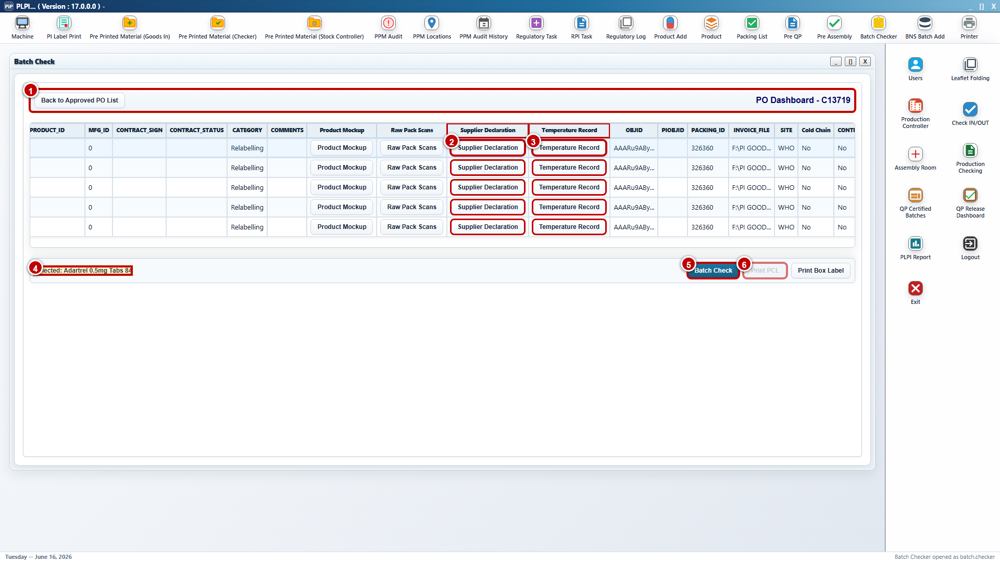 PiP PLPI... ( Version : 17.0.0.0 ) -
_ [] X
Machine
PI Label Print
Pre Printed Material (Goods In)
Pre Printed Material (Checker)
Pre Printed Material (Stock Controller)
PPM Audit
PPM Locations
PPM Audit History
Regulatory Task
RPi Task
Regulatory Log
Product Add
Product
Packing List
Pre QP
Pre Assembly
Batch Checker
BNS Batch Add
Printer
Batch Check
_ [] X
1
Back to Approved PO List
PO Dashboard - C13719
PRODUCT_ID MFG_ID CONTRACT_SIGN CONTRACT_STATUS CATEGORY COMMENTS Product Mockup Raw Pack Scans Supplier Declaration Temperature Record OBJID PIOBJID PACKING_ID INVOICE_FILE SITE Cold Chain CONTI
2 3
0 Relabelling Product Mockup Raw Pack Scans Supplier Declaration Temperature Record AAARu9ABy... 326360 F:\PI GOOD... WHO No No
0 Relabelling Product Mockup Raw Pack Scans Supplier Declaration Temperature Record AAARu9ABy... 326360 F:\PI GOOD... WHO No No
0 Relabelling Product Mockup Raw Pack Scans Supplier Declaration Temperature Record AAARu9ABy... 326360 F:\PI GOOD... WHO No No
0 Relabelling Product Mockup Raw Pack Scans Supplier Declaration Temperature Record AAARu9ABy... 326360 F:\PI GOOD... WHO No No
0 Relabelling Product Mockup Raw Pack Scans Supplier Declaration Temperature Record AAARu9ABy... 326360 F:\PI GOOD... WHO No No
4
ected: Adartrel 0.5mg Tabs 84
5
Batch Check
6
Print PCL
Print Box Label
Users
Leaflet Folding
Production
Controller
Check IN/OUT
Assembly Room
Production
Checking
QP Certified
Batches
QP Release
Dashboard
PLPI Report
Logout
Exit
Tuesday -- June 16, 2026
Batch Checker opened as batch.checker